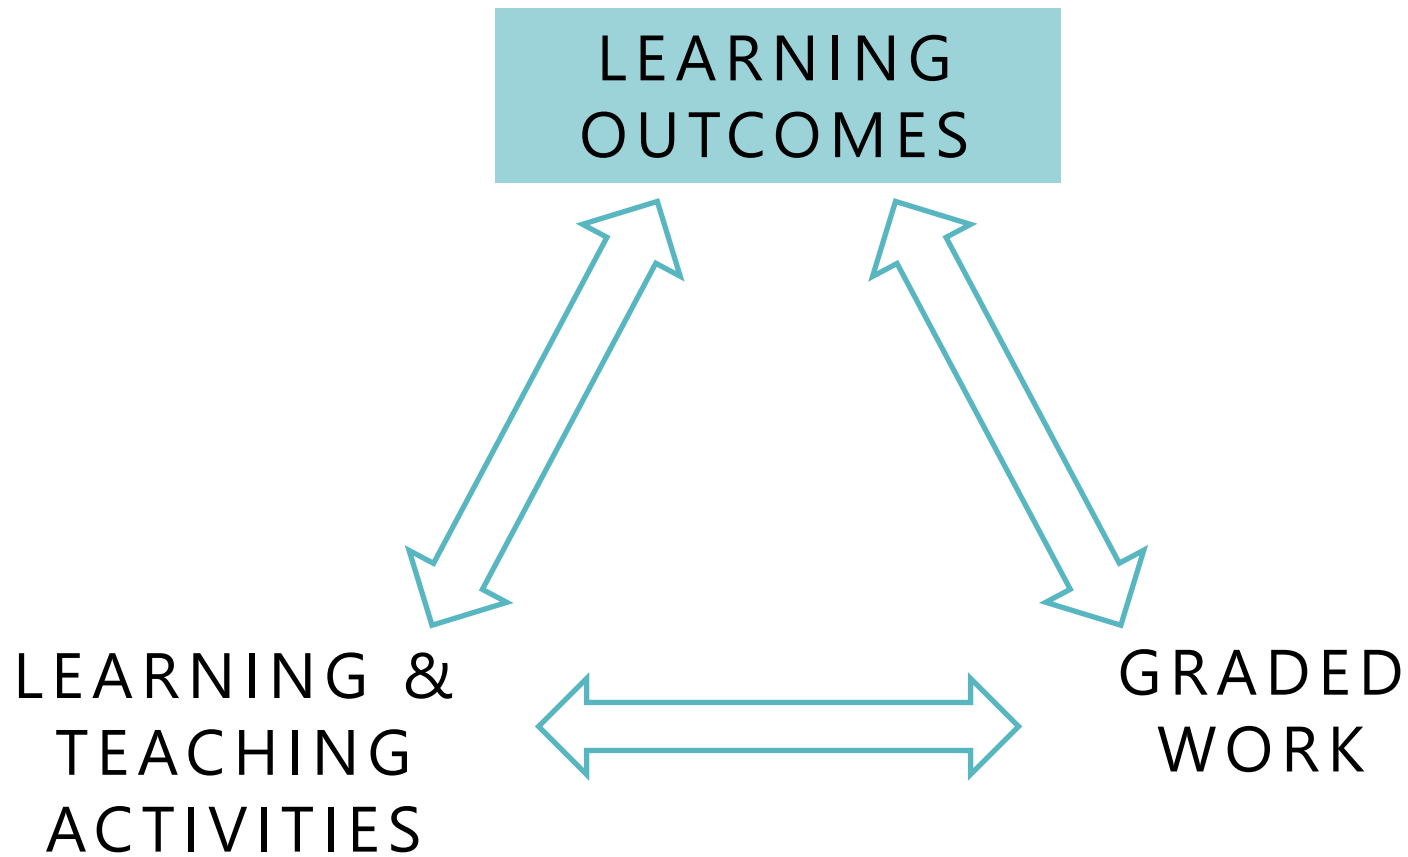 LEARNING
OUTCOMES
LEARNING &
TEACHING
ACTIVITIES
GRADED
WORK